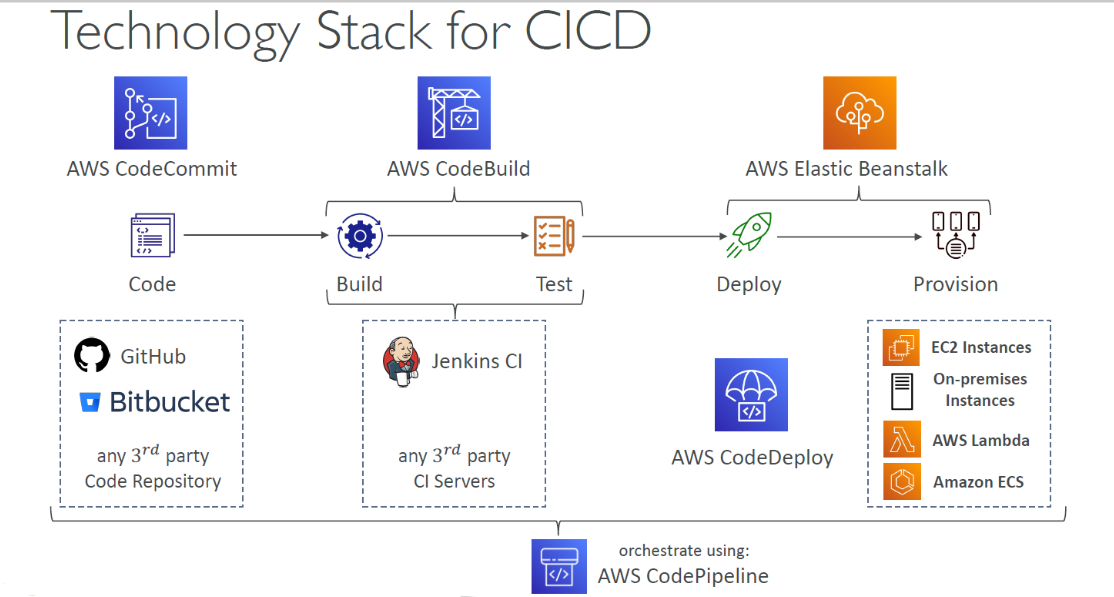 Technology Stack for CICD
AWS CodeCommit
AWS CodeBuild
AWS Elastic Beanstalk
Code
Build
Test
Deploy
Provision
GitHub
Bitbucket
any 3rd party
Code Repository
Jenkins CI
any 3rd party
CI Servers
AWS CodeDeploy
EC2 Instances
On-premises
Instances
AWS Lambda
Amazon ECS
orchestrate using:
AWS CodePipeline